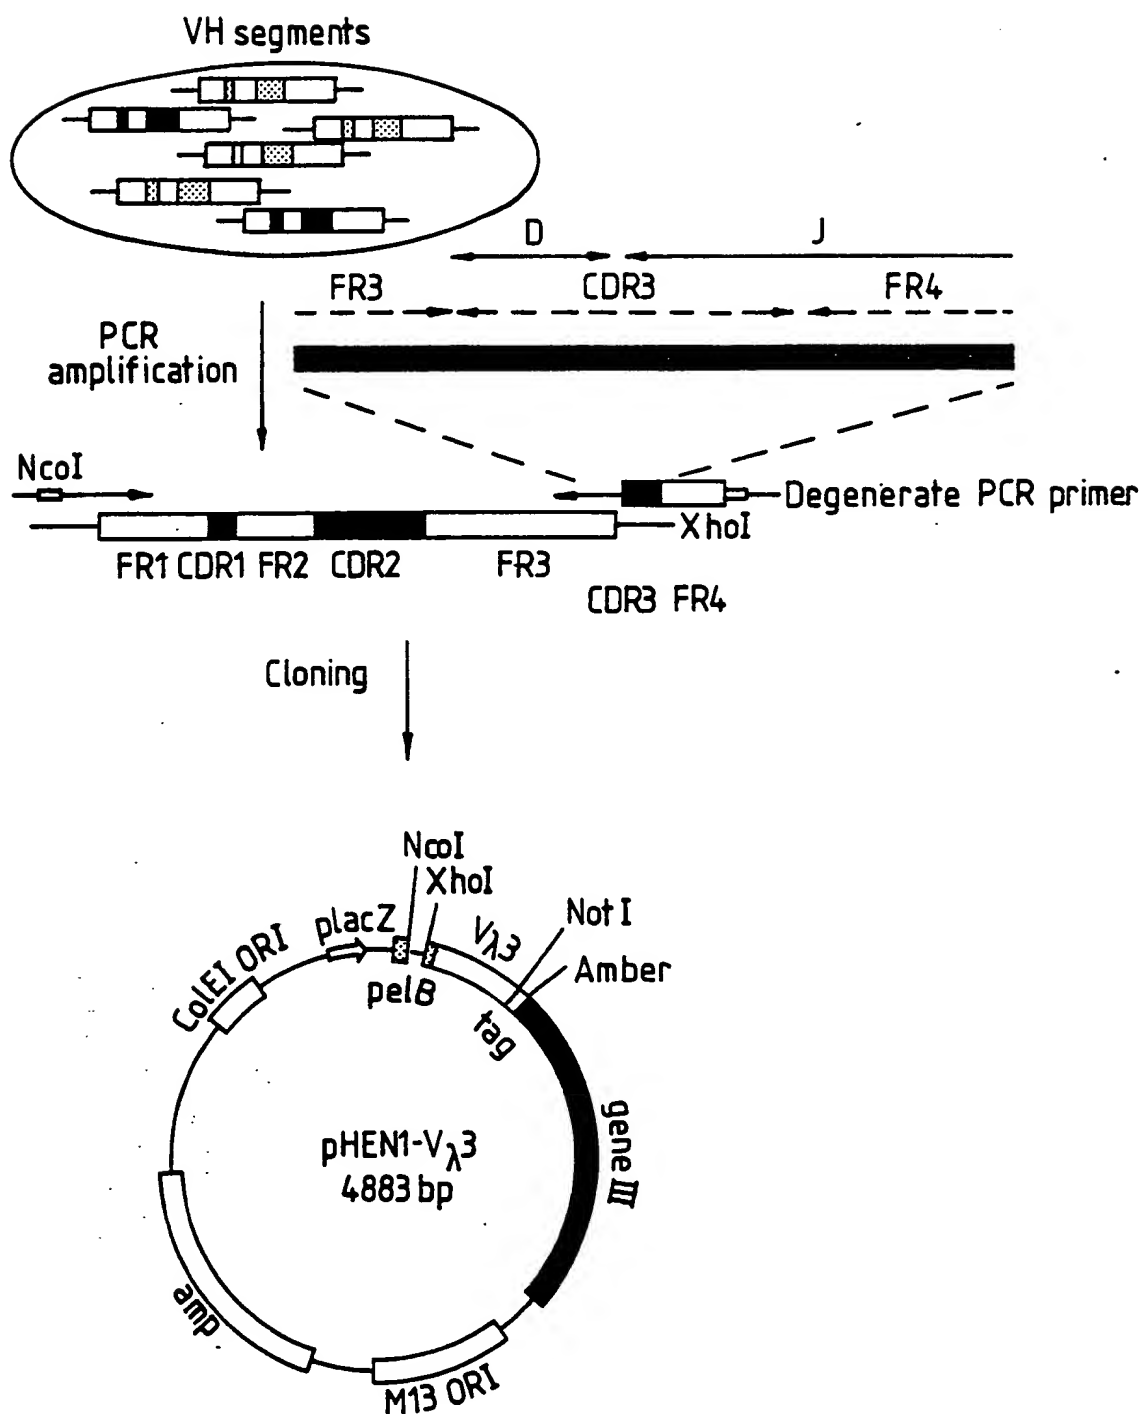 VH segments
D
J
FR3
CDR3
FR4
PCR
amplification
NcoI
Degenerate PCR primer
XhoI
FR1 CDR1 FR2 CDR2 FR3
CDR3 FR4
Cloning
NcoI
XhoI
Vλ3
Not I
Amber
placZ
ColEI ORI
pelB
tag
gene III
pHEN1-Vλ3
4883 bp
amp
M13 ORI